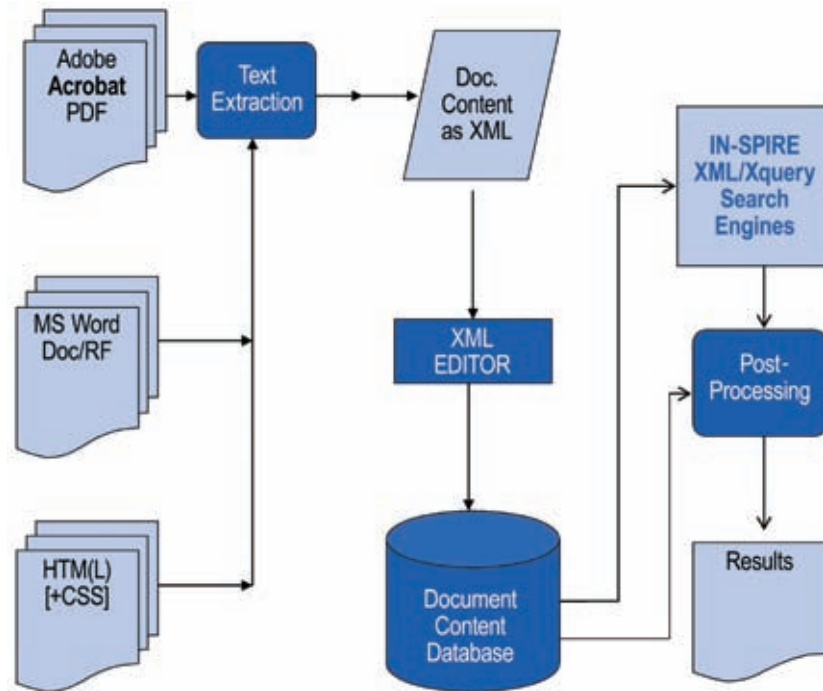 Adobe
Acrobat
PDF
Text
Extraction
Doc.
Content
as XML
IN-SPIRE
XML/Xquery
Search
Engines
MS Word
Doc/RF
XML
EDITOR
Post-
Processing
HTM(L)
[+CSS]
Document
Content
Database
Results